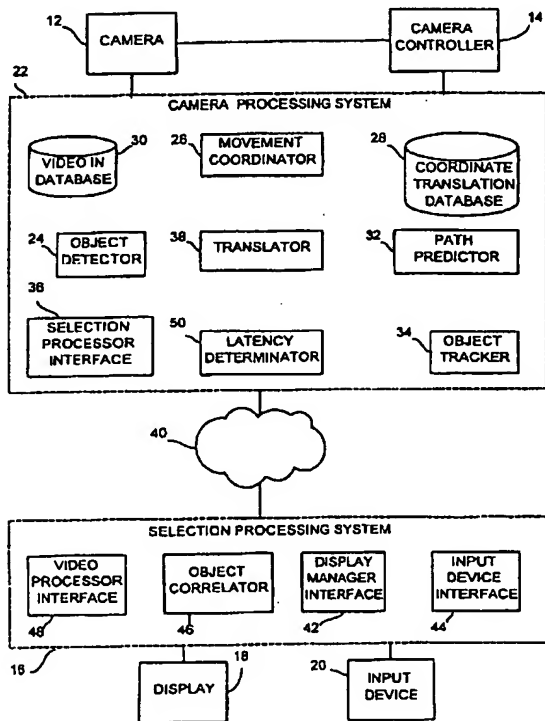 12
CAMERA
CAMERA
CONTROLLER
14
22
CAMERA PROCESSING SYSTEM
30
VIDEO IN
DATABASE
26
MOVEMENT
COORDINATOR
28
COORDINATE
TRANSLATION
DATABASE
24
OBJECT
DETECTOR
38
TRANSLATOR
32
PATH
PREDICTOR
36
SELECTION
PROCESSOR
INTERFACE
50
LATENCY
DETERMINATOR
34
OBJECT
TRACKER
40
SELECTION PROCESSING SYSTEM
VIDEO
PROCESSOR
INTERFACE
48
OBJECT
CORRELATOR
46
DISPLAY
MANAGER
INTERFACE
42
INPUT
DEVICE
INTERFACE
44
16
DISPLAY
18
20
INPUT
DEVICE